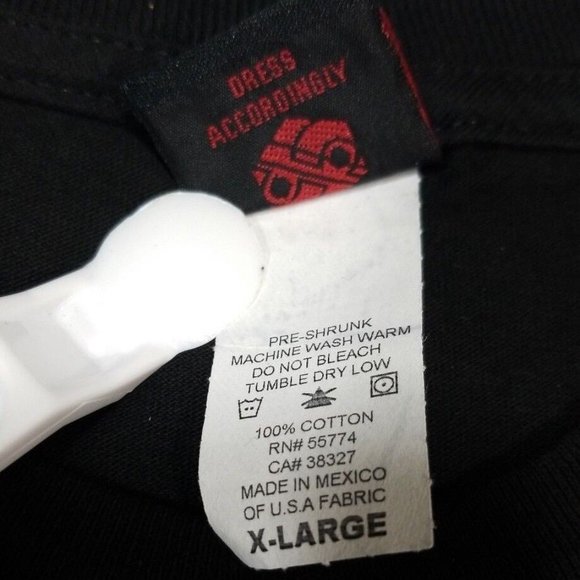 DRESS
ACCORDINGLY
PRE-SHRUNK
MACHINE WASH WARM
DO NOT BLEACH
TUMBLE DRY LOW
100% COTTON
RN# 55774
CA# 38327
MADE IN MEXICO
OF U.S.A FABRIC
X-LARGE